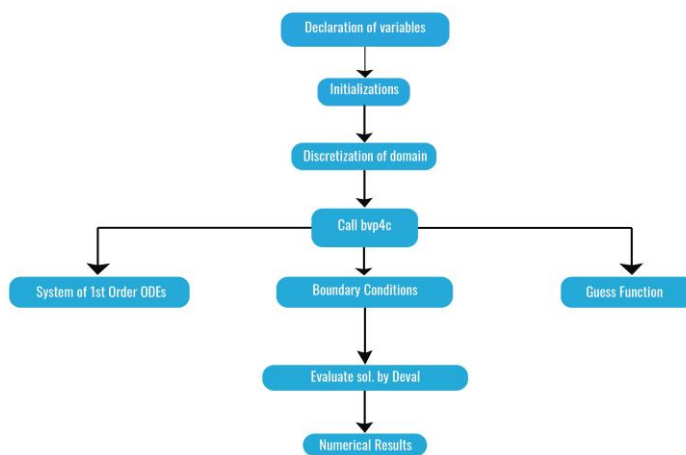 Declaration of variables
Initializations
Discretization of domain
Call bvp4c
System of 1st Order ODEs
Boundary Conditions
Guess Function
Evaluate sol. by Deval
Numerical Results